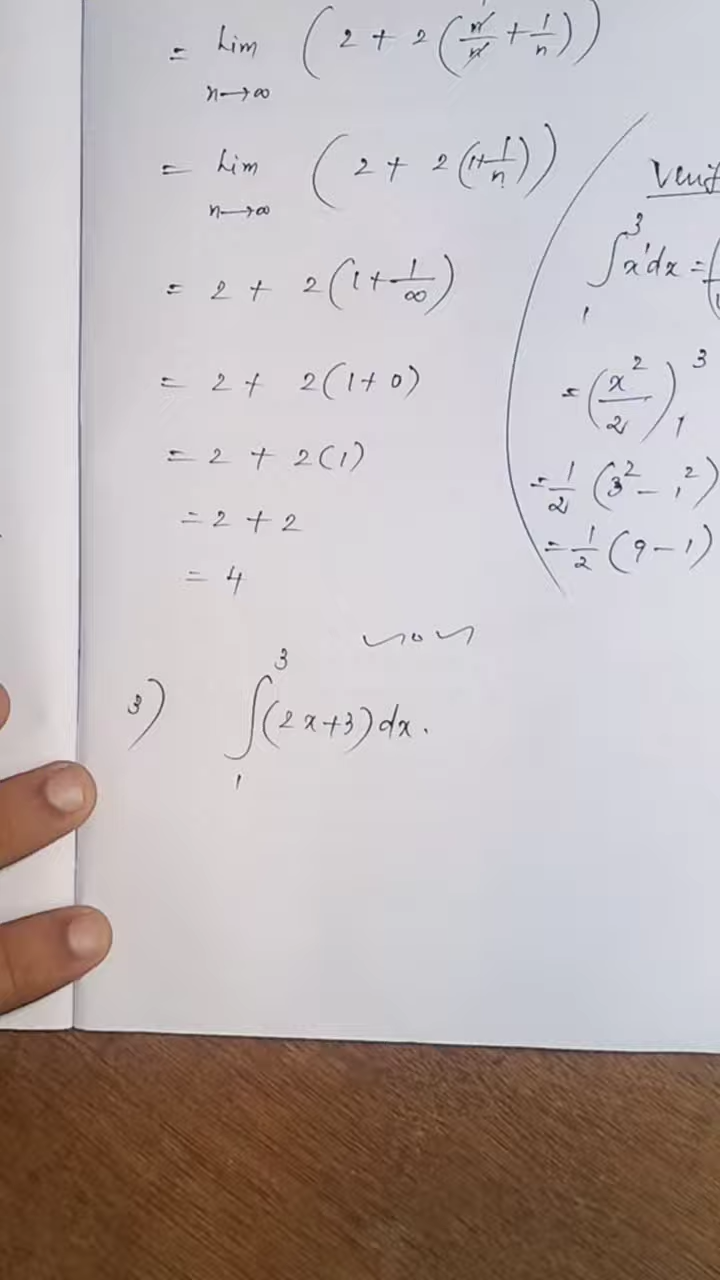 = Lim n→∞ (2 + 2(n/n + 1/n))
= Lim n→∞ (2 + 2(1+1/n))
= 2 + 2(1+1/∞)
= 2 + 2(1+0)
= 2 + 2(1)
= 2 + 2
= 4
∫₁³ x¹dx = (
= (x²/2)₁³
= 1/2 (3² - 1²)
= 1/2 (9 - 1)
3) ∫₁³ (2x+3) dx.